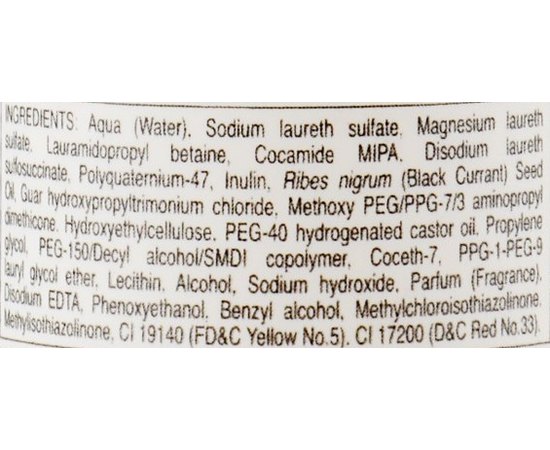 INGREDIENTS: Aqua (Water), Sodium laureth sulfate, Magnesium laureth
sulfate, Lauramidopropyl betaine, Cocamide MIPA, Disodium laureth
sulfosuccinate, Polyquaternium-47, Inulin, Ribes nigrum (Black Currant) Seed
Oil, Guar hydroxypropyltrimonium chloride, Methoxy PEG/PPG-7/3 aminopropyl
dimethicone, Hydroxyethylcellulose, PEG-40 hydrogenated castor oil, Propylene
glycol, PEG-150/Decyl alcohol/SMDI copolymer, Coceth-7, PPG-1-PEG-9
lauryl glycol ether, Lecithin, Alcohol, Sodium hydroxide, Parfum (Fragrance),
Disodium EDTA, Phenoxyethanol, Benzyl alcohol, Methylchloroisothiazolinone,
Methylisothiazolinone, CI 19140 (FD&C Yellow No.5), CI 17200 (D&C Red No.33).